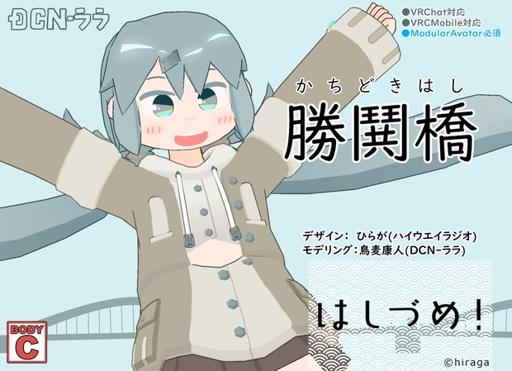 DCN-ララ
●VRChat対応
●VRCMobile対応
●ModularAvatar必須
かちどきはし
勝鬨橋
デザイン： ひらが(ハイウエイラジオ)
モデリング：鳥麦康人(DCN-ララ)
はしづめ！
BODY
C
©hiraga